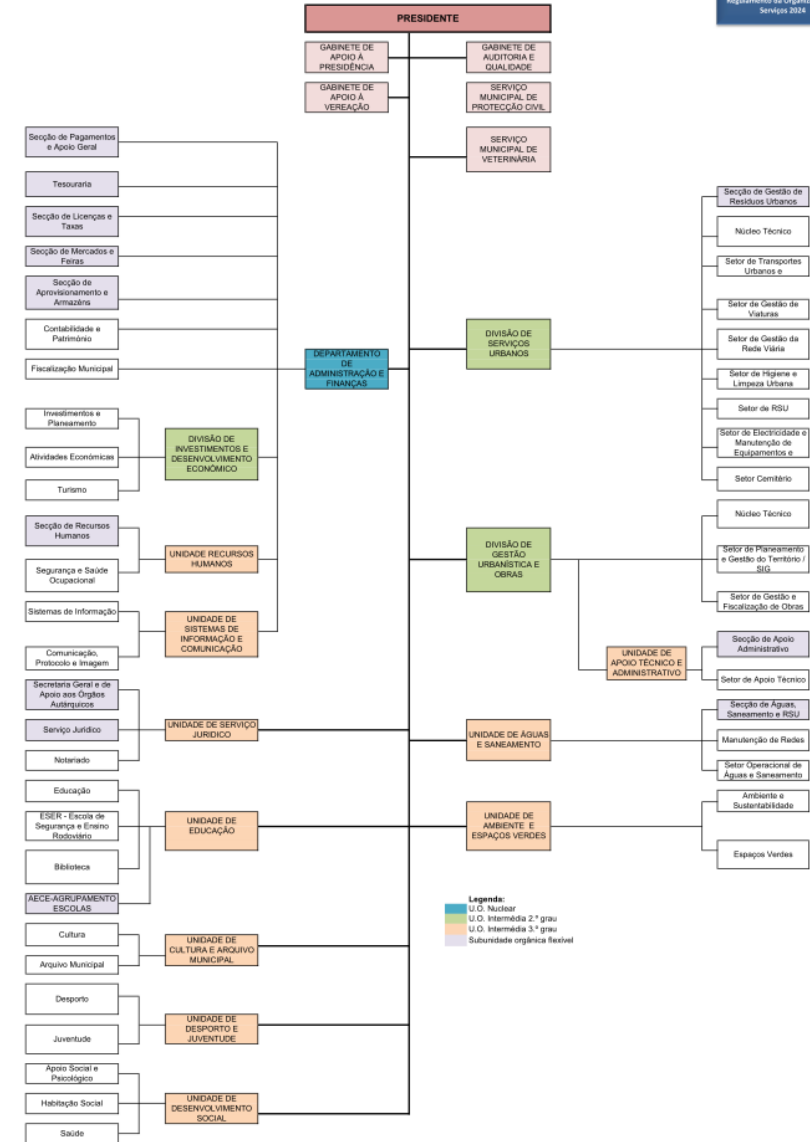 Regulamento da Organiz
Serviços 2024
PRESIDENTE
GABINETE DE
APOIO À
PRESIDÊNCIA
GABINETE DE
AUDITORIA E
QUALIDADE
GABINETE DE
APOIO À
VEREAÇÃO
SERVIÇO
MUNICIPAL DE
PROTECÇÃO CIVIL
SERVIÇO
MUNICIPAL DE
VETERINÁRIA
Secção de Pagamentos
e Apoio Geral
Tesouraria
Secção de Licenças e
Taxas
Secção de Mercados e
Feiras
Secção de
Aprovisionamento e
Armazéns
Contabilidade e
Património
Fiscalização Municipal
DEPARTAMENTO
DE
ADMINISTRAÇÃO E
FINANÇAS
Investimentos e
Planeamento
Atividades Económicas
Turismo
DIVISÃO DE
INVESTIMENTOS E
DESENVOLVIMENTO
ECONÓMICO
Secção de Recursos
Humanos
Segurança e Saúde
Ocupacional
UNIDADE RECURSOS
HUMANOS
Sistemas de Informação
Comunicação,
Protocolo e Imagem
UNIDADE DE
SISTEMAS DE
INFORMAÇÃO E
COMUNICAÇÃO
Secretaria Geral e de
Apoio aos Órgãos
Autárquicos
Serviço Jurídico
Notariado
UNIDADE DE SERVIÇO
JURIDICO
Educação
ESER - Escola de
Segurança e Ensino
Rodoviário
Biblioteca
AECE-AGRUPAMENTO
ESCOLAS
UNIDADE DE
EDUCAÇÃO
Cultura
Arquivo Municipal
UNIDADE DE
CULTURA E ARQUIVO
MUNICIPAL
Desporto
Juventude
UNIDADE DE
DESPORTO E
JUVENTUDE
Apoio Social e
Psicológico
Habitação Social
Saúde
UNIDADE DE
DESENVOLVIMENTO
SOCIAL
DIVISÃO DE
SERVIÇOS
URBANOS
Secção de Gestão de
Resíduos Urbanos
Núcleo Técnico
Setor de Transportes
Urbanos e
Setor de Gestão de
Viaturas
Setor de Gestão da
Rede Viária
Setor de Higiene e
Limpeza Urbana
Setor de RSU
Setor de Electricidade e
Manutenção de
Equipamentos e
Setor Cemitério
DIVISÃO DE
GESTÃO
URBANÍSTICA E
OBRAS
Núcleo Técnico
Setor de Planeamento
e Gestão do Território /
SIG
Setor de Gestão e
Fiscalização de Obras
UNIDADE DE
APOIO TÉCNICO E
ADMINISTRATIVO
Secção de Apoio
Administrativo
Setor de Apoio Técnico
UNIDADE DE ÁGUAS
E SANEAMENTO
Secção de Águas,
Saneamento e RSU
Manutenção de Redes
Setor Operacional de
Águas e Saneamento
UNIDADE DE
AMBIENTE E
ESPAÇOS VERDES
Ambiente e
Sustentabilidade
Espaços Verdes
Legenda:
U.O. Nuclear
U.O. Intermédia 2.º grau
U.O. Intermédia 3.º grau
Subunidade orgânica flexível